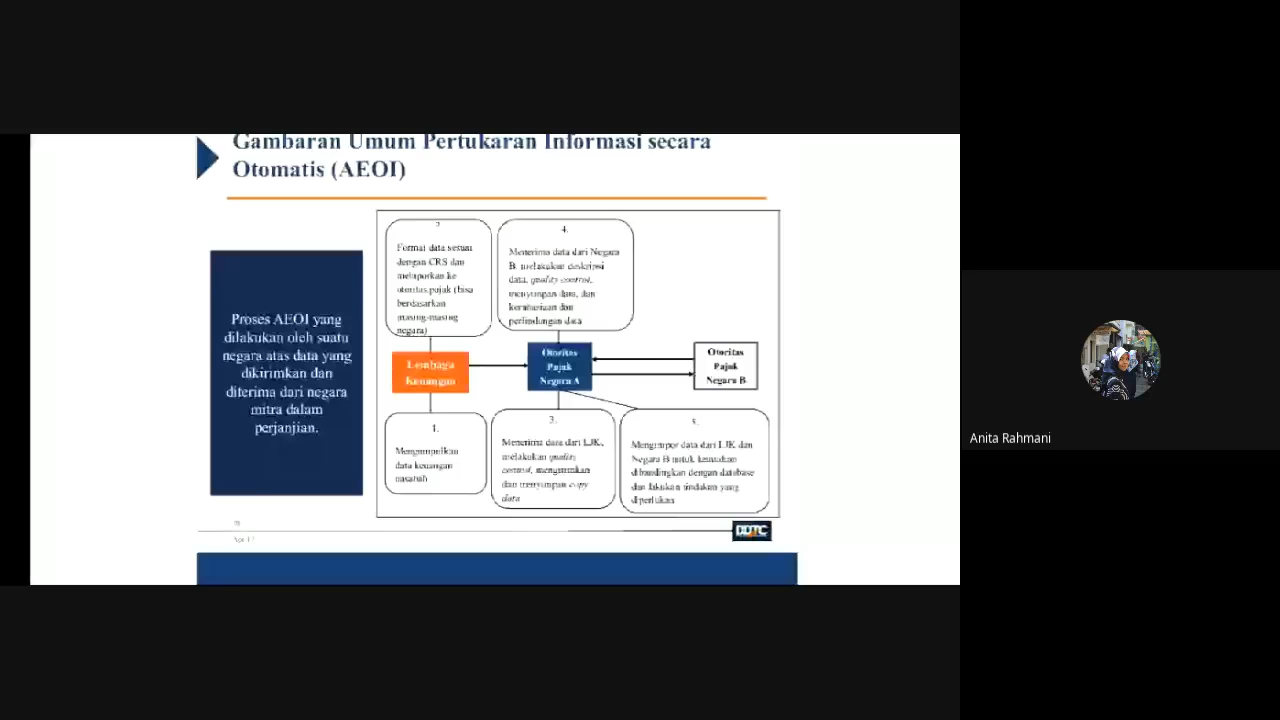 Gambaran Umum Pertukaran Informasi secara
Otomatis (AEOI)
Proses AEOI yang
dilakukan oleh suatu
negara atas data yang
dikirimkan dan
diterima dari negara
mitra dalam
perjanjian.
2.
Format data sesuai
dengan CRS dan
melaporkan ke
otoritas pajak (bisa
berdasarkan
masing-masing
negara)
4.
Menerima data dari Negara
B, melakukan deskripsi
data, quality control,
menyimpan data, dan
kerahasiaan dan
perlindungan data
Lembaga
Keuangan
Otoritas
Pajak
Negara A
Otoritas
Pajak
Negara B
1.
Mengumpulkan
data keuangan
nasabah
3.
Menerima data dari LJK,
melakukan quality
control, mengirimkan
dan menyimpan copy
data
5.
Mengimpor data dari LJK dan
Negara B untuk kemudian
dibandingkan dengan database
dan lakukan tindakan yang
diperlukan
DDTC
Anita Rahmani